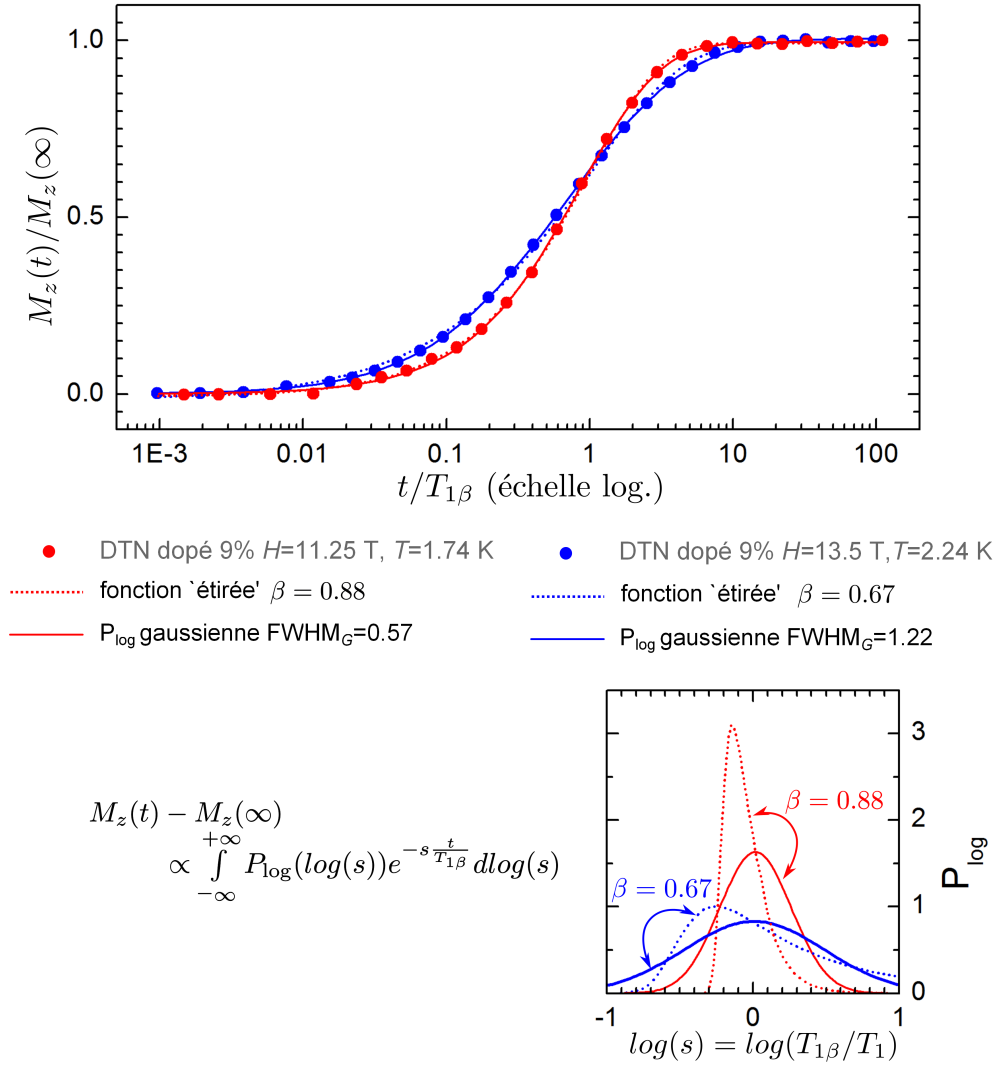 1.0
0.5
0.0
M_z(t)/M_z(∞)
1E-3 0.01 0.1 1 10 100
t/T_{1β} (échelle log.)
DTN dopé 9% H=11.25 T, T=1.74 K
fonction `étirée' β = 0.88
P_log gaussienne FWHM_G=0.57
DTN dopé 9% H=13.5 T,T=2.24 K
fonction `étirée' β = 0.67
P_log gaussienne FWHM_G=1.22
M_z(t) − M_z(∞)
∝ ∫_{−∞}^{+∞} P_log(log(s))e^{−s t/T_{1β}} dlog(s)
β = 0.88
β = 0.67
3
2
1
0
P_log
-1 0 1
log(s) = log(T_{1β}/T_1)